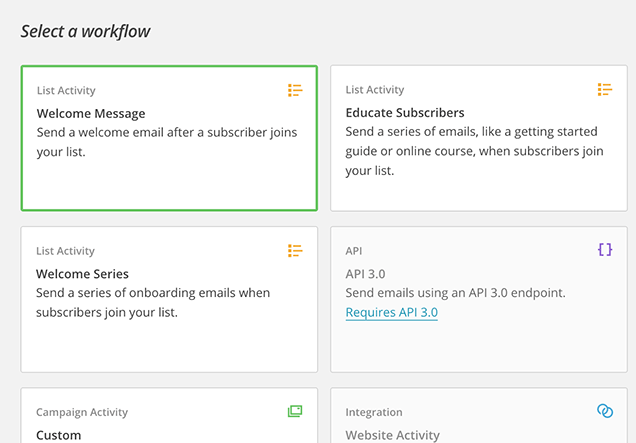 Select a workflow
List Activity
Welcome Message
Send a welcome email after a subscriber joins
your list.
List Activity
Educate Subscribers
Send a series of emails, like a getting started
guide or online course, when subscribers join
your list.
List Activity
Welcome Series
Send a series of onboarding emails when
subscribers join your list.
API
API 3.0
Send emails using an API 3.0 endpoint.
Requires API 3.0
Campaign Activity
Custom
Integration
Website Activity